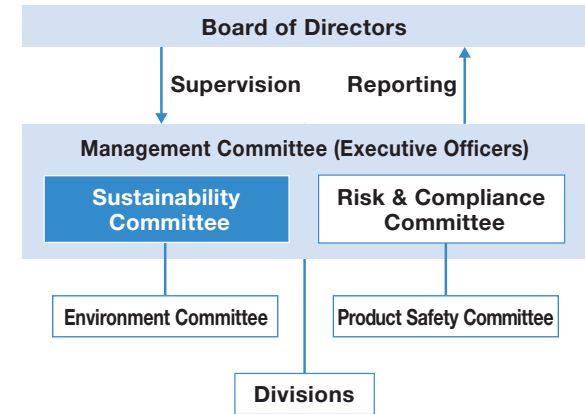 Board of Directors
Supervision
Reporting
Management Committee (Executive Officers)
Sustainability
Committee
Risk & Compliance
Committee
Environment Committee
Product Safety Committee
Divisions